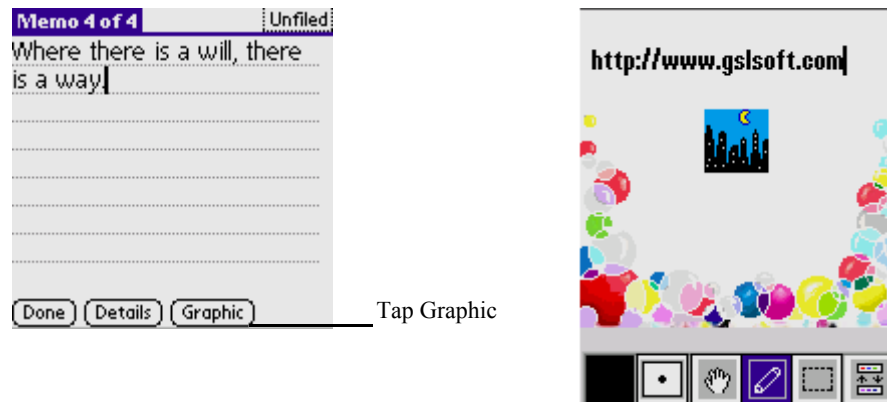 Memo 4 of 4
Unfiled
Where there is a will, there
is a way.
Done
Details
Graphic
Tap Graphic
http://www.gslsoft.com